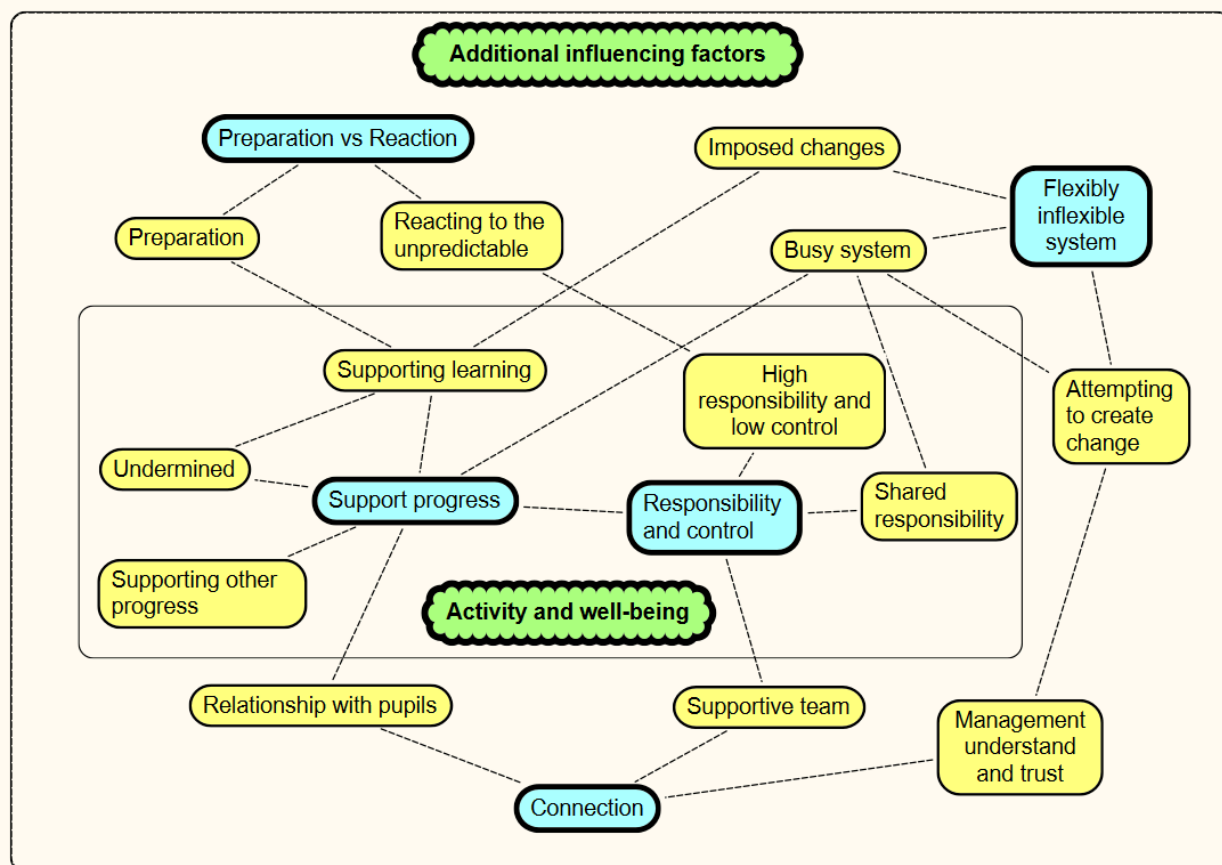 Additional influencing factors
Preparation vs Reaction
Imposed changes
Flexibly
inflexible
system
Preparation
Reacting to the
unpredictable
Busy system
Supporting learning
High
responsibility and
low control
Attempting
to create
change
Undermined
Support progress
Responsibility
and control
Shared
responsibility
Supporting other
progress
Activity and well-being
Relationship with pupils
Supportive team
Management
understand
and trust
Connection